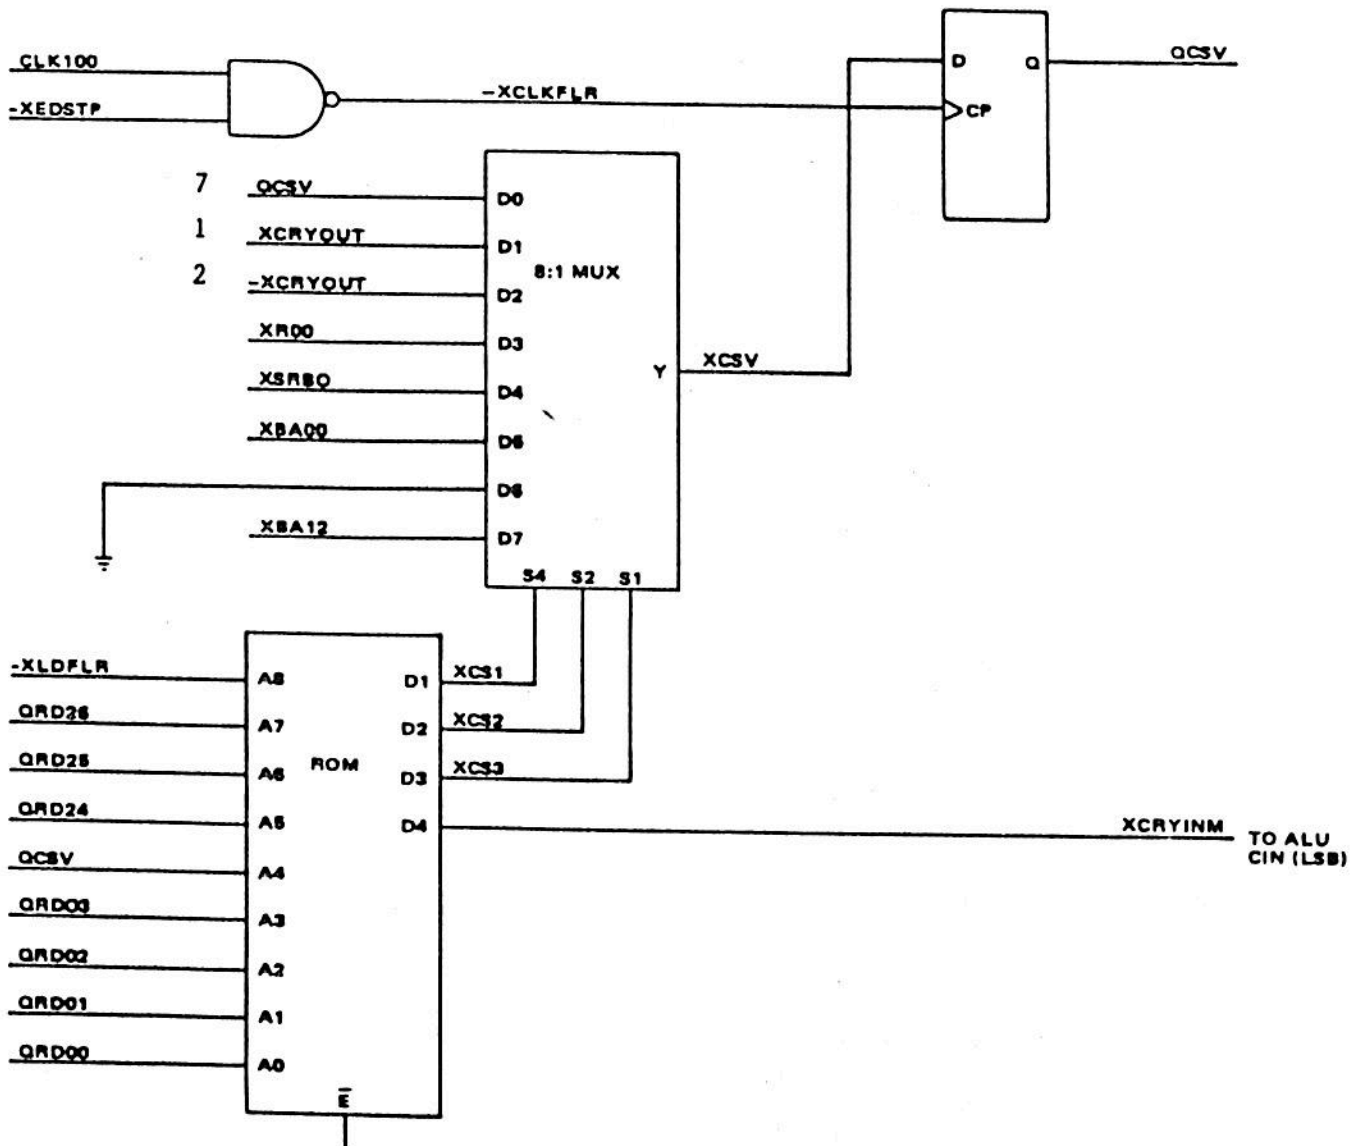 CLK100
-XEDSTP
-XCLKFLR
D Q
CP
QCSV
7 QCSV D0
1 XCRYOUT D1
8:1 MUX
2 -XCRYOUT D2
XR00 D3
Y XCSV
XSRBO D4
XBA00 D5
D6
XBA12 D7
S4 S2 S1
-XLDFLR A8 D1 XCS1
QRD26 A7 D2 XCS2
QRD25 A6 ROM D3 XCS3
QRD24 A5 D4 XCRYINM
TO ALU
CIN (LSB)
QCSV A4
QRD03 A3
QRD02 A2
QRD01 A1
QRD00 A0
E